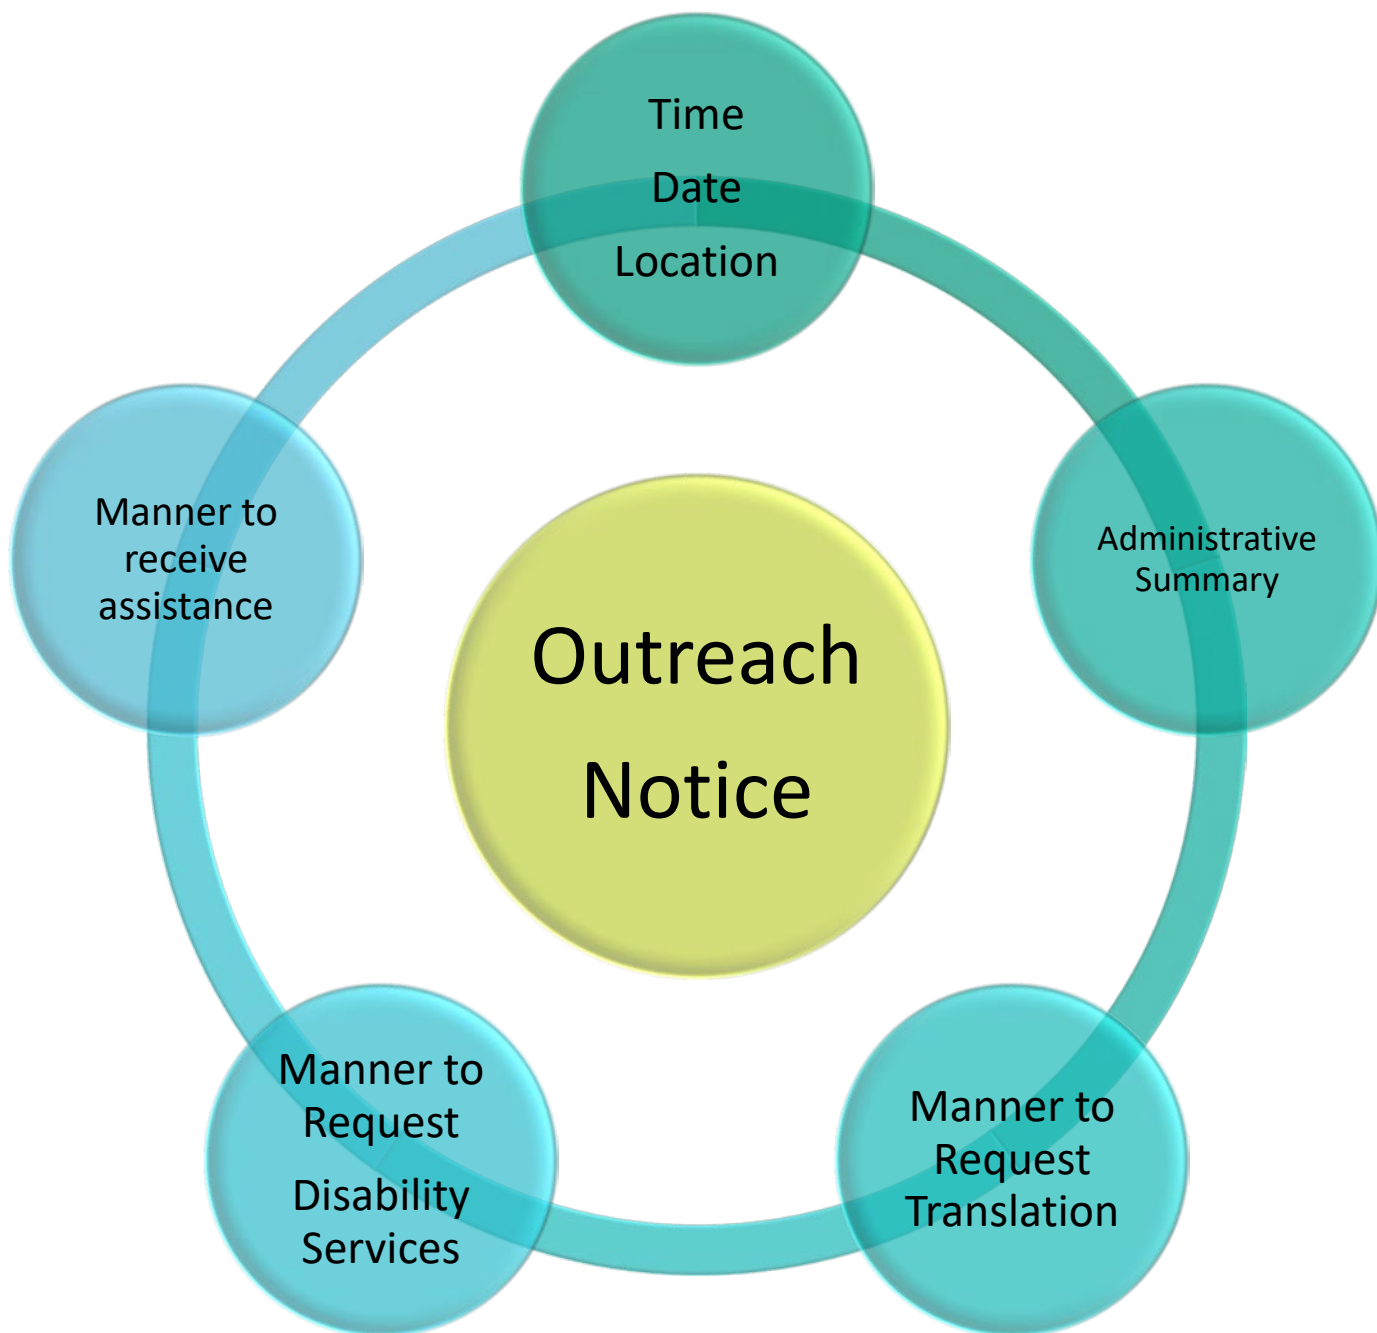 Time
Date
Location
Administrative
Summary
Manner to
Request
Translation
Manner to
Request
Disability
Services
Manner to
receive
assistance
Outreach
Notice